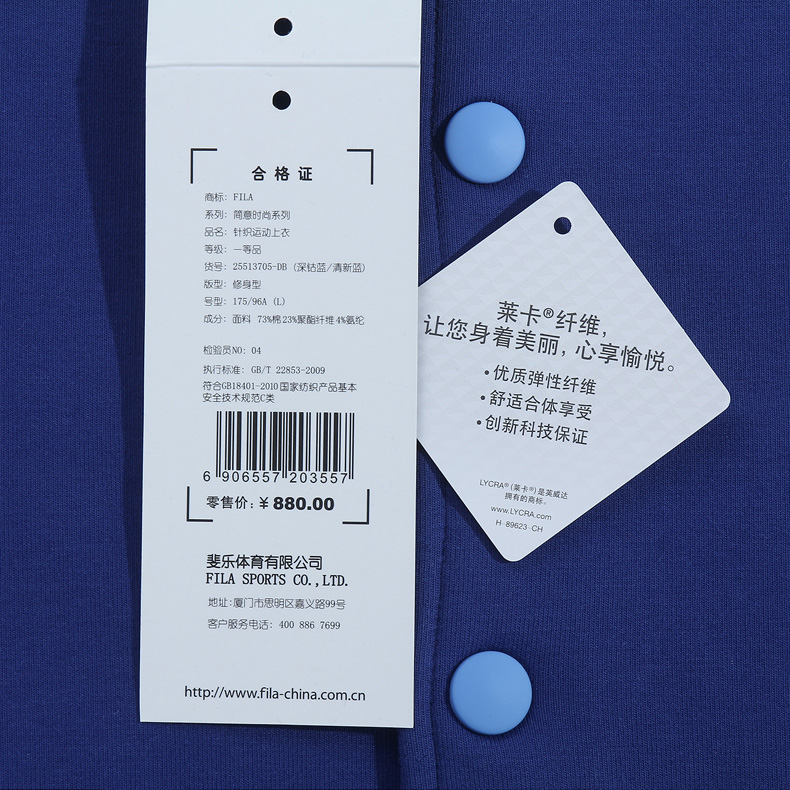 合格证
商标: FILA
系列: 简意时尚系列
品名: 针织运动上衣
等级: 一等品
货号: 25513705-DB (深钴蓝/清新蓝)
版型: 修身型
号型: 175/96A (L)
成分: 面料 73%棉23%聚酯纤维4%氨纶
检验员NO: 04
执行标准: GB/T 22853-2009
符合GB18401-2010国家纺织产品基本
安全技术规范C类
6 906557 203557
零售价: ¥ 880.00
斐乐体育有限公司
FILA SPORTS CO.,LTD.
地址:厦门市思明区嘉义路99号
客户服务电话: 400 886 7699
http://www.fila-china.com.cn
莱卡®纤维,
让您身着美丽, 心享愉悦。
·优质弹性纤维
·舒适合体享受
·创新科技保证
LYCRA®(莱卡®)是英威达
拥有的商标.
www.LYCRA.com
H-89623-CH